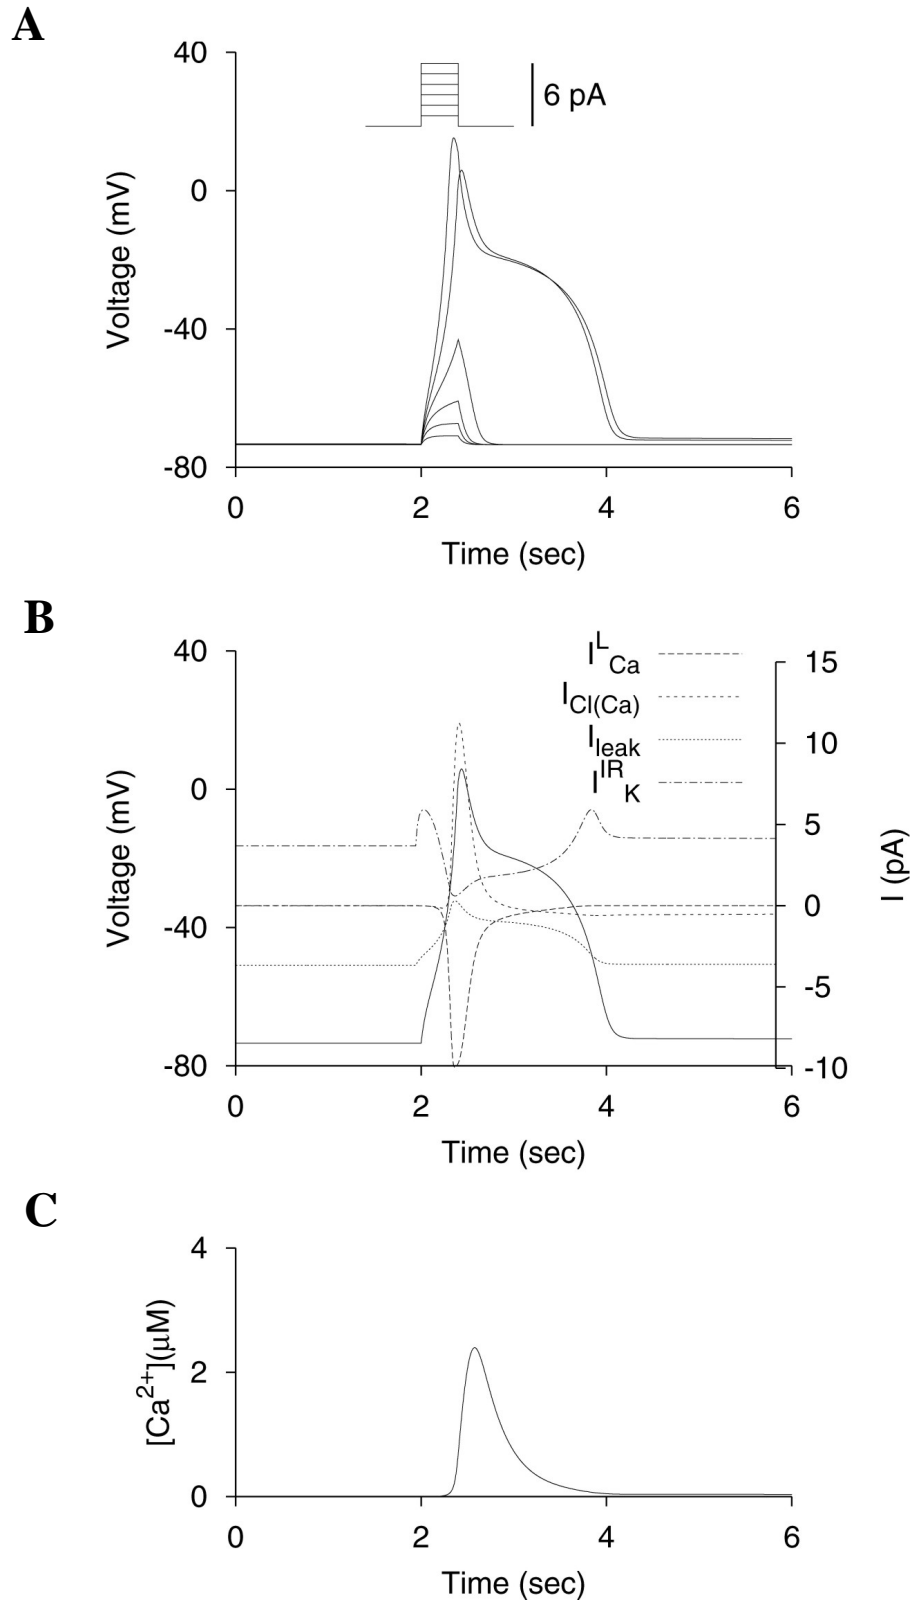 A
40
6 pA
0
-40
-80
Voltage (mV)
0 2 4 6
Time (sec)
B
40
0
-40
-80
Voltage (mV)
I^L_Ca
I_Cl(Ca)
I_leak
I^IR_K
15
10
5
0
-5
-10
I (pA)
0 2 4 6
Time (sec)
C
4
2
0
[Ca²⁺](μM)
0 2 4 6
Time (sec)